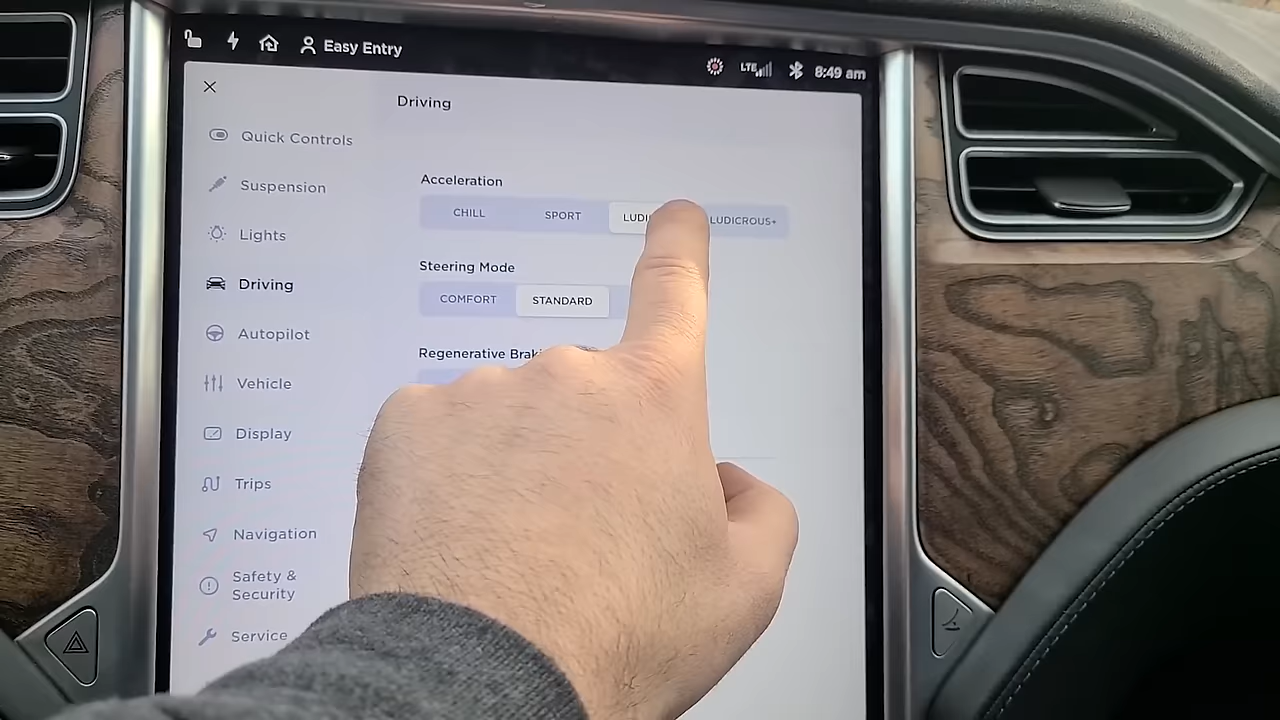 Easy Entry
LTE
8:49 am
Driving
Quick Controls
Suspension
Lights
Driving
Autopilot
Vehicle
Display
Trips
Navigation
Safety &
Security
Service
Acceleration
CHILL SPORT LUDICROUS+
Steering Mode
COMFORT STANDARD
Regenerative